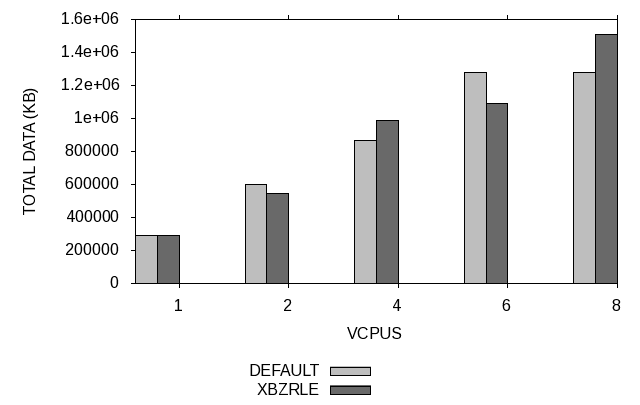 1.6e+06
1.4e+06
1.2e+06
1e+06
800000
600000
400000
200000
0
TOTAL DATA (KB)
1 2 4 6 8
VCPUS
DEFAULT
XBZRLE